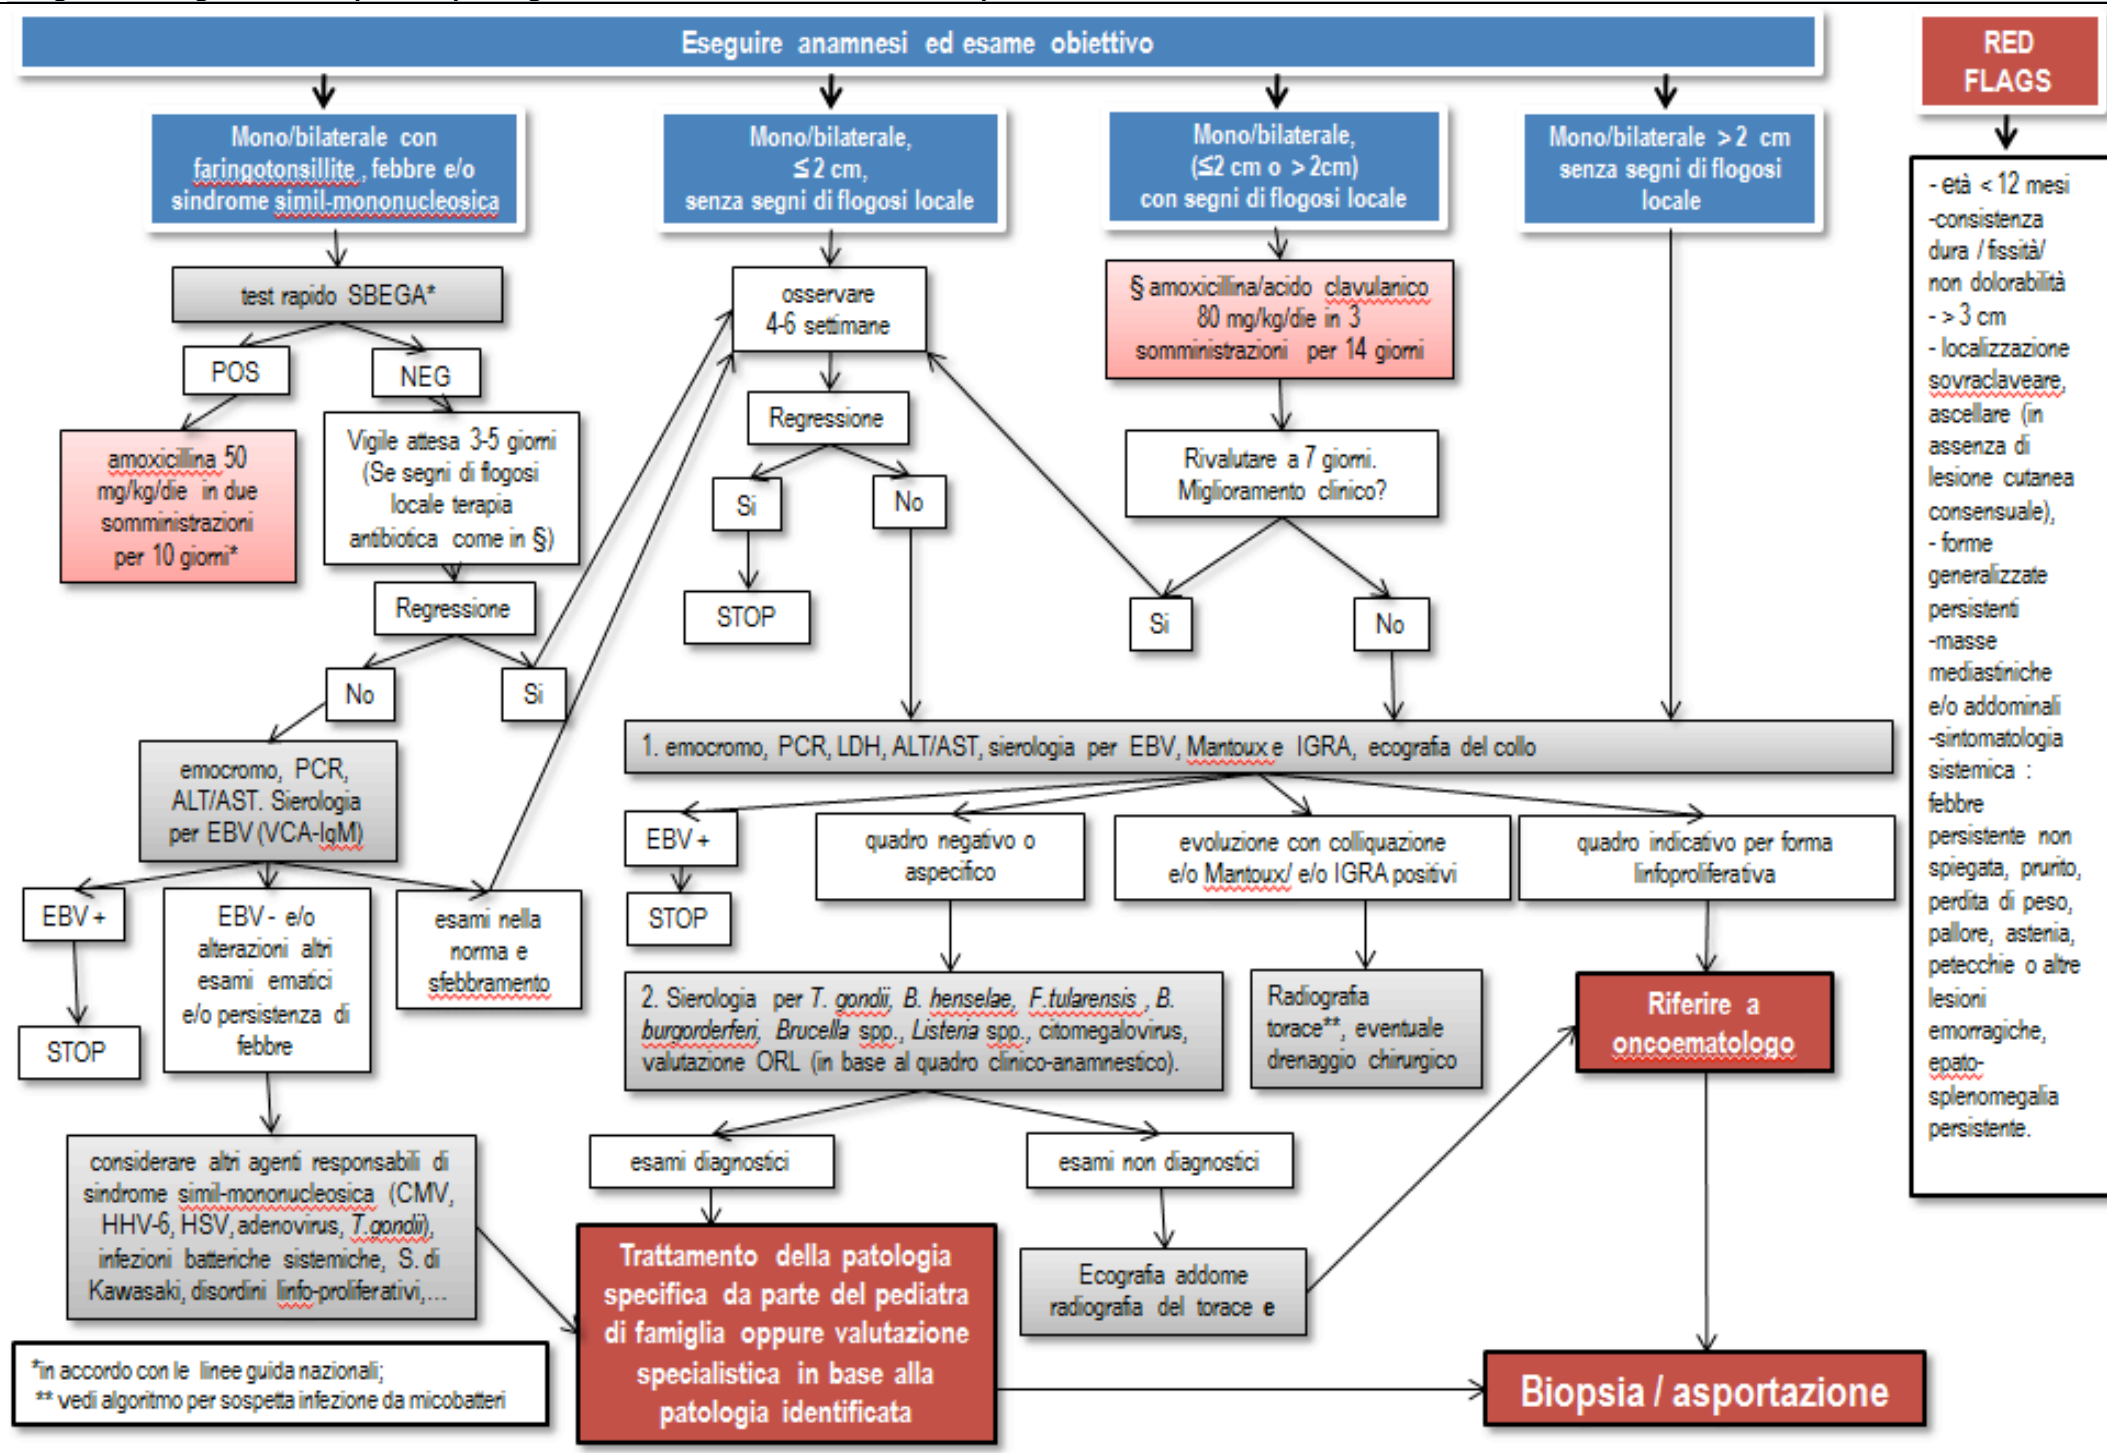 Eseguire anamnesi ed esame obiettivo
RED
FLAGS
Mono/bilaterale con
faringotonsillite, febbre e/o
sindrome simil-mononucleosica
Mono/bilaterale,
≤ 2 cm,
senza segni di flogosi locale
Mono/bilaterale,
(≤2 cm o > 2cm)
con segni di flogosi locale
Mono/bilaterale > 2 cm
senza segni di flogosi
locale
test rapido SBEGA*
POS
NEG
amoxicillina 50
mg/kg/die in due
somministrazioni
per 10 giorni*
Vigile attesa 3-5 giorni
(Se segni di flogosi
locale terapia
antibiotica come in §)
Regressione
No
Si
emocromo, PCR,
ALT/AST. Sierologia
per EBV (VCA-IgM)
EBV +
STOP
EBV - e/o
alterazioni altri
esami ematici
e/o persistenza di
febbre
esami nella
norma e
sfebbramento
considerare altri agenti responsabili di
sindrome simil-mononucleosica (CMV,
HHV-6, HSV, adenovirus, T.gondii),
infezioni batteriche sistemiche, S. di
Kawasaki, disordini linfo-proliferativi,...
osservare
4-6 settimane
Regressione
Si
No
STOP
§ amoxicillina/acido clavulanico
80 mg/kg/die in 3
somministrazioni per 14 giorni
Rivalutare a 7 giorni.
Miglioramento clinico?
Si
No
1. emocromo, PCR, LDH, ALT/AST, sierologia per EBV, Mantoux e IGRA, ecografia del collo
EBV +
STOP
quadro negativo o
aspecifico
evoluzione con colliquazione
e/o Mantoux/ e/o IGRA positivi
quadro indicativo per forma
linfoproliferativa
2. Sierologia per T. gondii, B. henselae, F.tularensis , B.
burgorderferi, Brucella spp., Listeria spp., citomegalovirus,
valutazione ORL (in base al quadro clinico-anamnestico).
Radiografia
torace**, eventuale
drenaggio chirurgico
Riferire a
oncoematologo
esami diagnostici
esami non diagnostici
Trattamento della patologia
specifica da parte del pediatra
di famiglia oppure valutazione
specialistica in base alla
patologia identificata
Ecografia addome
radiografia del torace e
Biopsia / asportazione
- età < 12 mesi
-consistenza
dura / fissità/
non dolorabilità
- > 3 cm
- localizzazione
sovraclaveare,
ascellare (in
assenza di
lesione cutanea
consensuale),
- forme
generalizzate
persistenti
-masse
mediastiniche
e/o addominali
-sintomatologia
sistemica :
febbre
persistente non
spiegata, prurito,
perdita di peso,
pallore, astenia,
petecchie o altre
lesioni
emorragiche,
epato-
splenomegalia
persistente.
*in accordo con le linee guida nazionali;
** vedi algoritmo per sospetta infezione da micobatteri